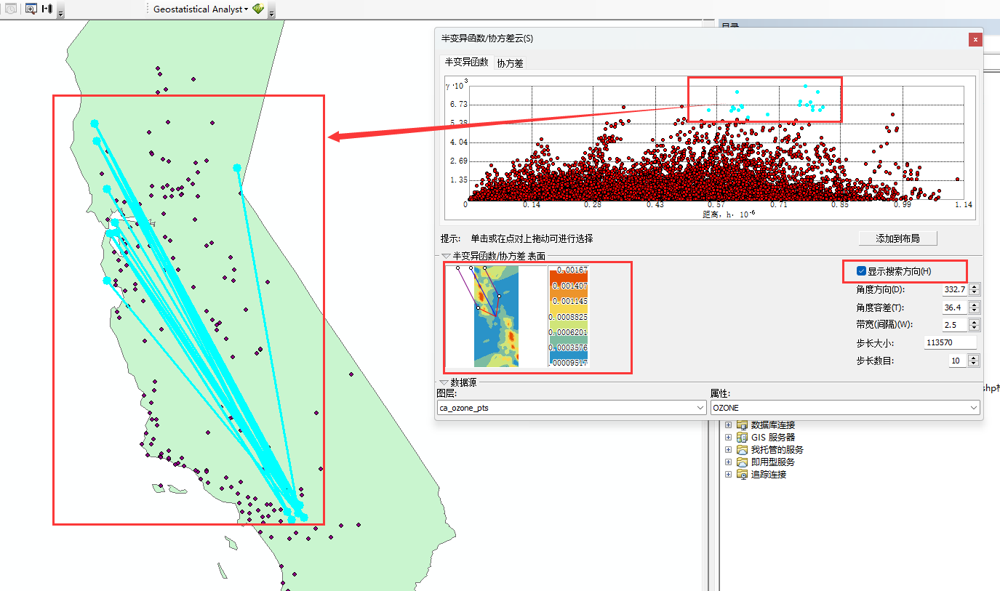 Geostatistical Analyst
目录
半变异函数/协方差云(S)
x
半变异函数 协方差
γ·10 3
6.73
5.38
4.04
2.69
1.35
0 0.14 0.28 0.43 0.57 0.71 0.85 0.99 1.14
距离, h· 10 -6
提示: 单击或在点对上拖动可进行选择
添加到布局
半变异函数/协方差 表面
0.00167
0.001407
0.001145
0.0008825
0.0006201
0.0003576
.00009517
显示搜索方向(H)
角度方向(D): 332.7
角度容差(T): 36.4
带宽(间隔)(W): 2.5
步长大小: 113570
步长数目: 10
数据源
图层: 属性:
ca_ozone_pts OZONE
数据库连接
GIS 服务器
我托管的服务
即用型服务
追踪连接